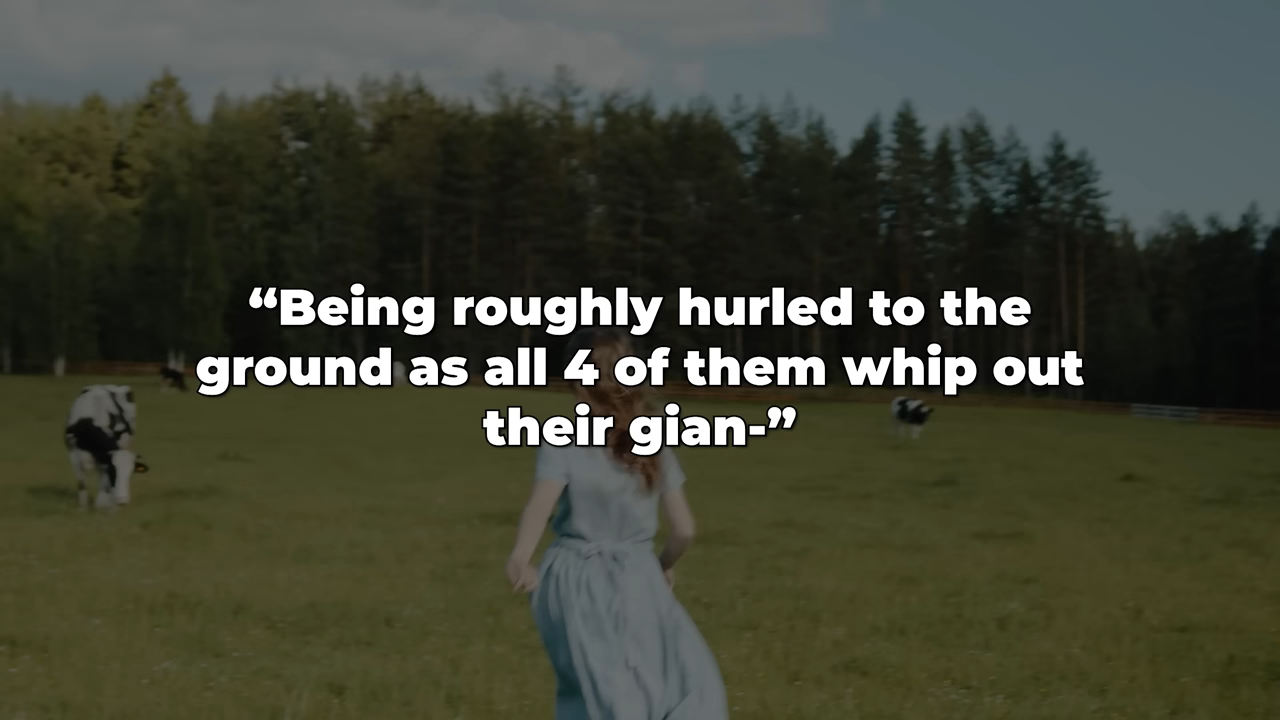 “Being roughly hurled to the
ground as all 4 of them whip out
their gian-”